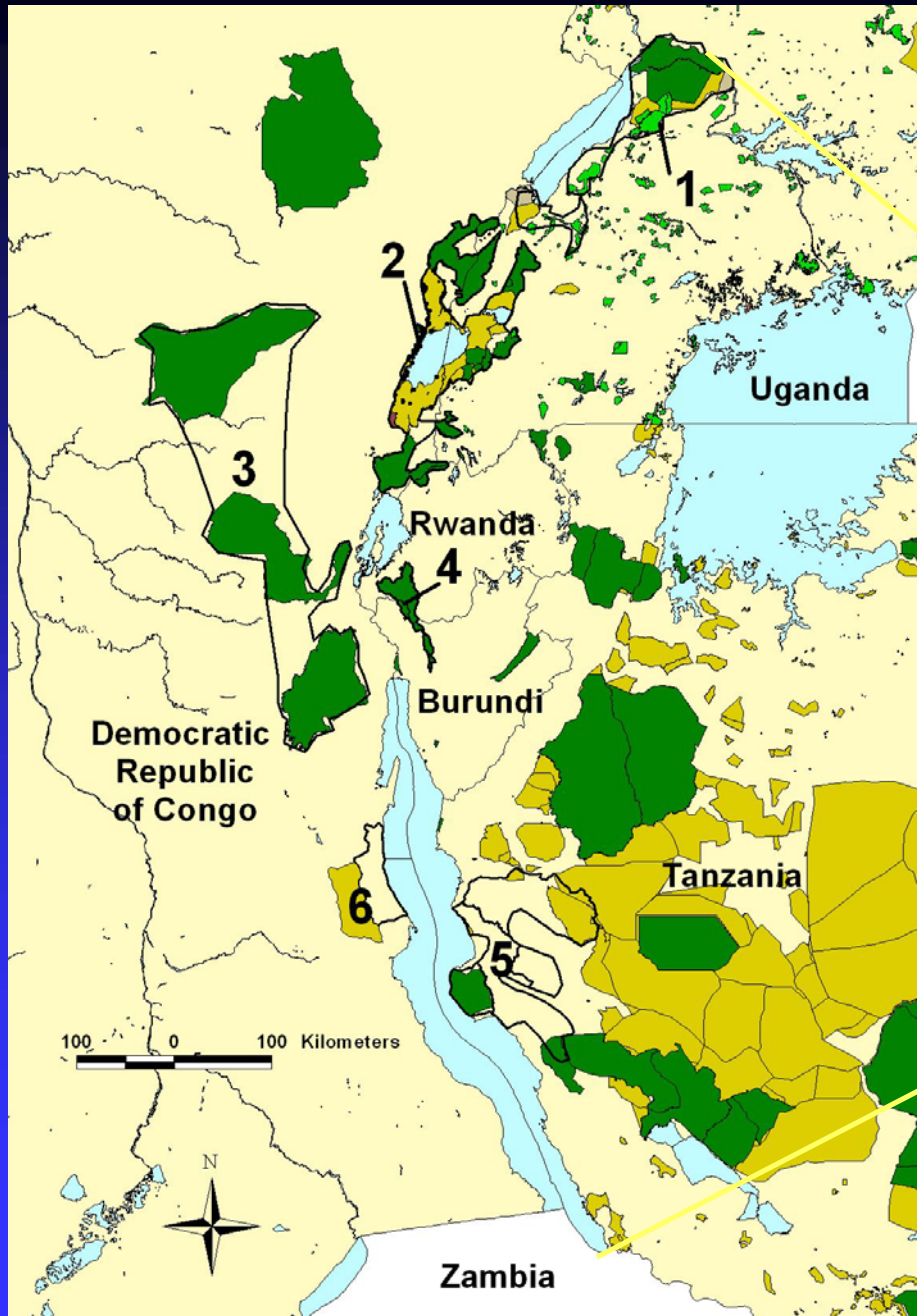 1
2
Uganda
3
Rwanda
4
Burundi
Democratic
Republic
of Congo
Tanzania
6
5
100 0 100 Kilometers
N
Zambia